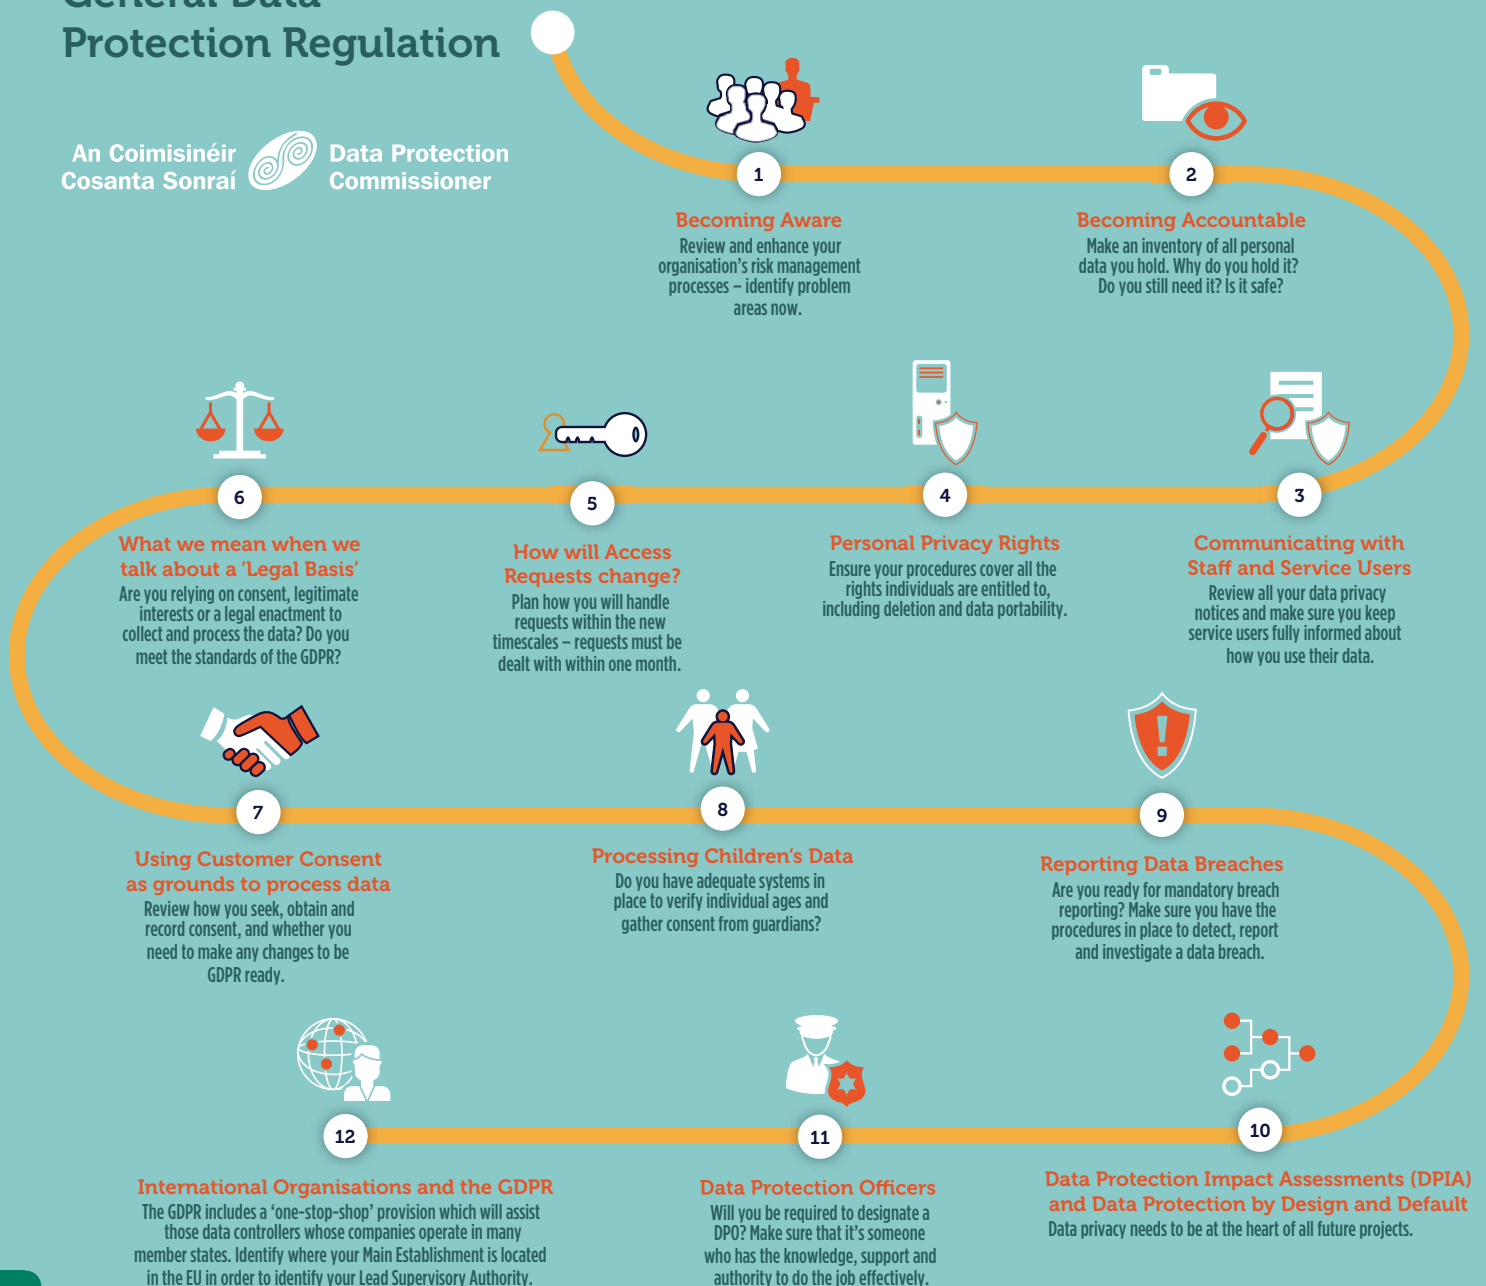 General Data
Protection Regulation
An Coimisinéir
Cosanta Sonraí
Data Protection
Commissioner
1
Becoming Aware
Review and enhance your
organisation's risk management
processes – identify problem
areas now.
2
Becoming Accountable
Make an inventory of all personal
data you hold. Why do you hold it?
Do you still need it? Is it safe?
3
Communicating with
Staff and Service Users
Review all your data privacy
notices and make sure you keep
service users fully informed about
how you use their data.
4
Personal Privacy Rights
Ensure your procedures cover all the
rights individuals are entitled to,
including deletion and data portability.
5
How will Access
Requests change?
Plan how you will handle
requests within the new
timescales – requests must be
dealt with within one month.
6
What we mean when we
talk about a 'Legal Basis'
Are you relying on consent, legitimate
interests or a legal enactment to
collect and process the data? Do you
meet the standards of the GDPR?
7
Using Customer Consent
as grounds to process data
Review how you seek, obtain and
record consent, and whether you
need to make any changes to be
GDPR ready.
8
Processing Children's Data
Do you have adequate systems in
place to verify individual ages and
gather consent from guardians?
9
Reporting Data Breaches
Are you ready for mandatory breach
reporting? Make sure you have the
procedures in place to detect, report
and investigate a data breach.
10
Data Protection Impact Assessments (DPIA)
and Data Protection by Design and Default
Data privacy needs to be at the heart of all future projects.
11
Data Protection Officers
Will you be required to designate a
DPO? Make sure that it's someone
who has the knowledge, support and
authority to do the job effectively.
12
International Organisations and the GDPR
The GDPR includes a 'one-stop-shop' provision which will assist
those data controllers whose companies operate in many
member states. Identify where your Main Establishment is located
in the EU in order to identify your Lead Supervisory Authority.